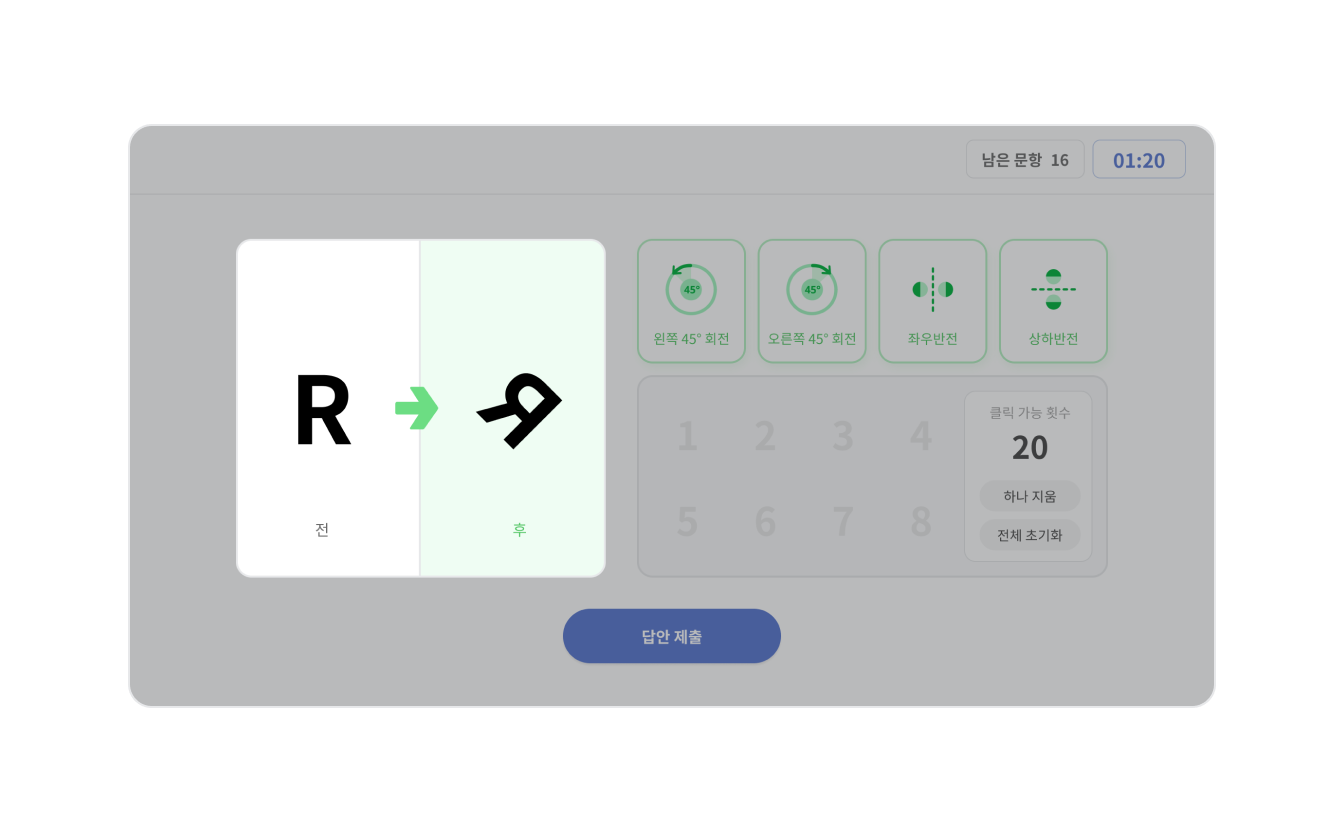 남은 문항 16
01:20
R
R
전
후
45°
왼쪽 45° 회전
45°
오른쪽 45° 회전
좌우반전
상하반전
1 2 3 4
5 6 7 8
클릭 가능 횟수
20
하나 지움
전체 초기화
답안 제출